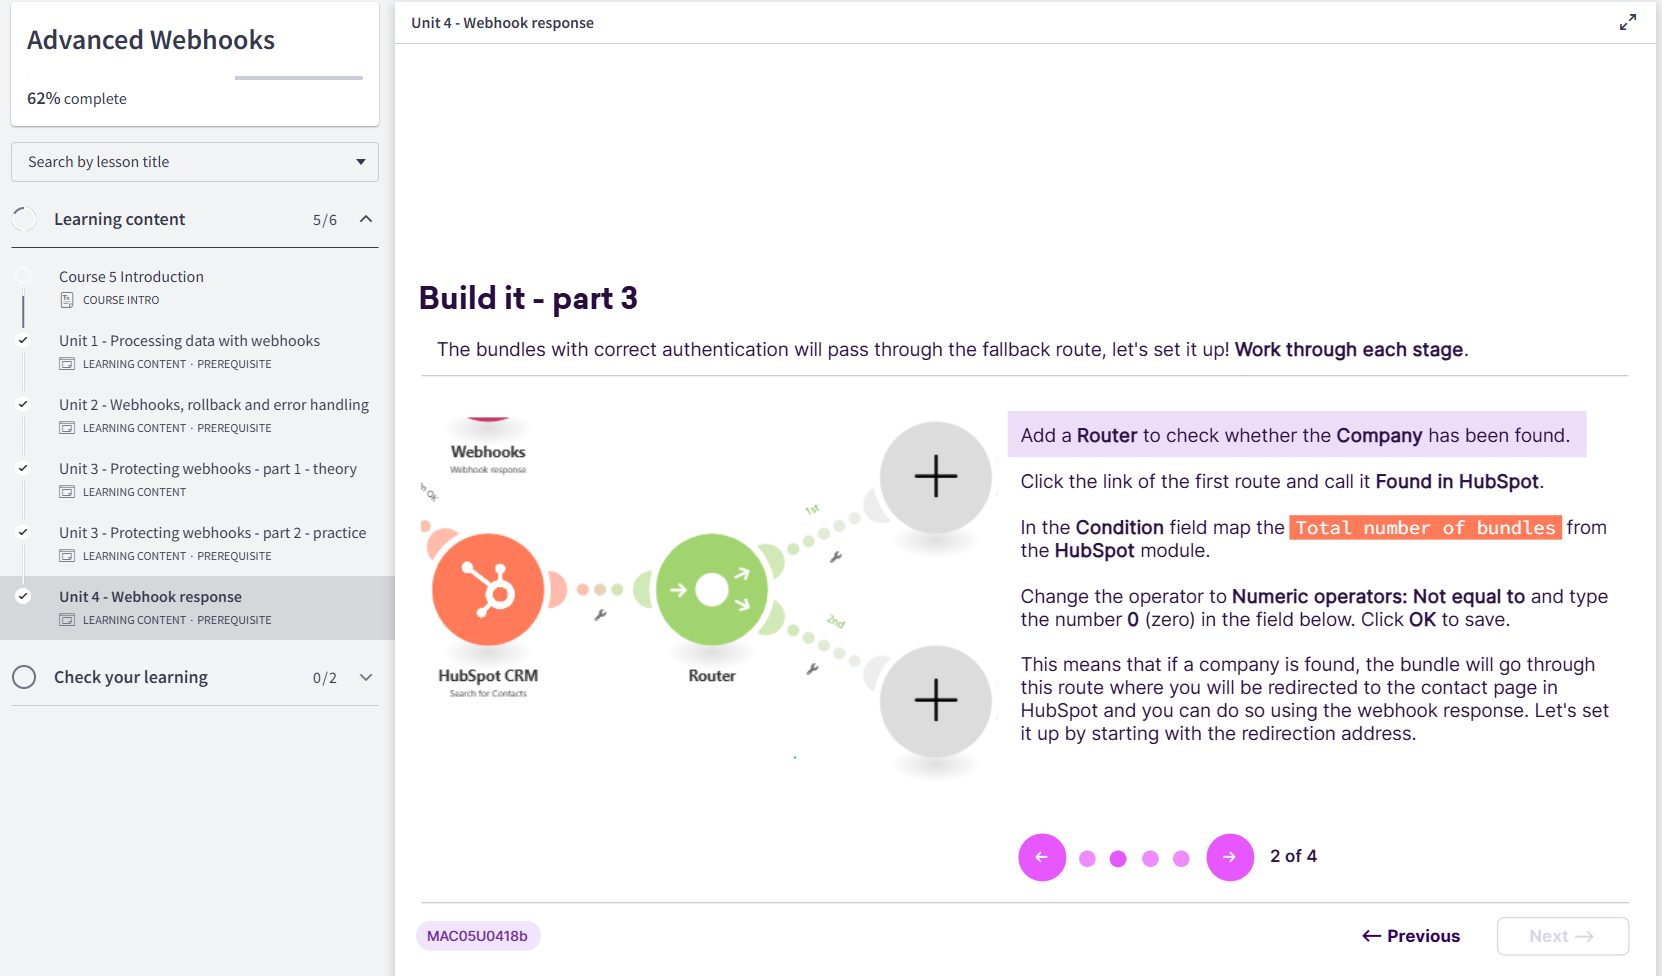 Advanced Webhooks
62% complete
Search by lesson title
Learning content 5/6
Course 5 Introduction
COURSE INTRO
Unit 1 - Processing data with webhooks
LEARNING CONTENT · PREREQUISITE
Unit 2 - Webhooks, rollback and error handling
LEARNING CONTENT · PREREQUISITE
Unit 3 - Protecting webhooks - part 1 - theory
LEARNING CONTENT
Unit 3 - Protecting webhooks - part 2 - practice
LEARNING CONTENT · PREREQUISITE
Unit 4 - Webhook response
LEARNING CONTENT · PREREQUISITE
Check your learning 0/2
Unit 4 - Webhook response
Build it - part 3
The bundles with correct authentication will pass through the fallback route, let's set it up! Work through each stage.
Webhooks
Webhook response
OK
1st
2nd
HubSpot CRM
Search for Contacts
Router
Add a Router to check whether the Company has been found.
Click the link of the first route and call it Found in HubSpot.
In the Condition field map the Total number of bundles from
the HubSpot module.
Change the operator to Numeric operators: Not equal to and type
the number 0 (zero) in the field below. Click OK to save.
This means that if a company is found, the bundle will go through
this route where you will be redirected to the contact page in
HubSpot and you can do so using the webhook response. Let's set
it up by starting with the redirection address.
2 of 4
MAC05U0418b
Previous
Next